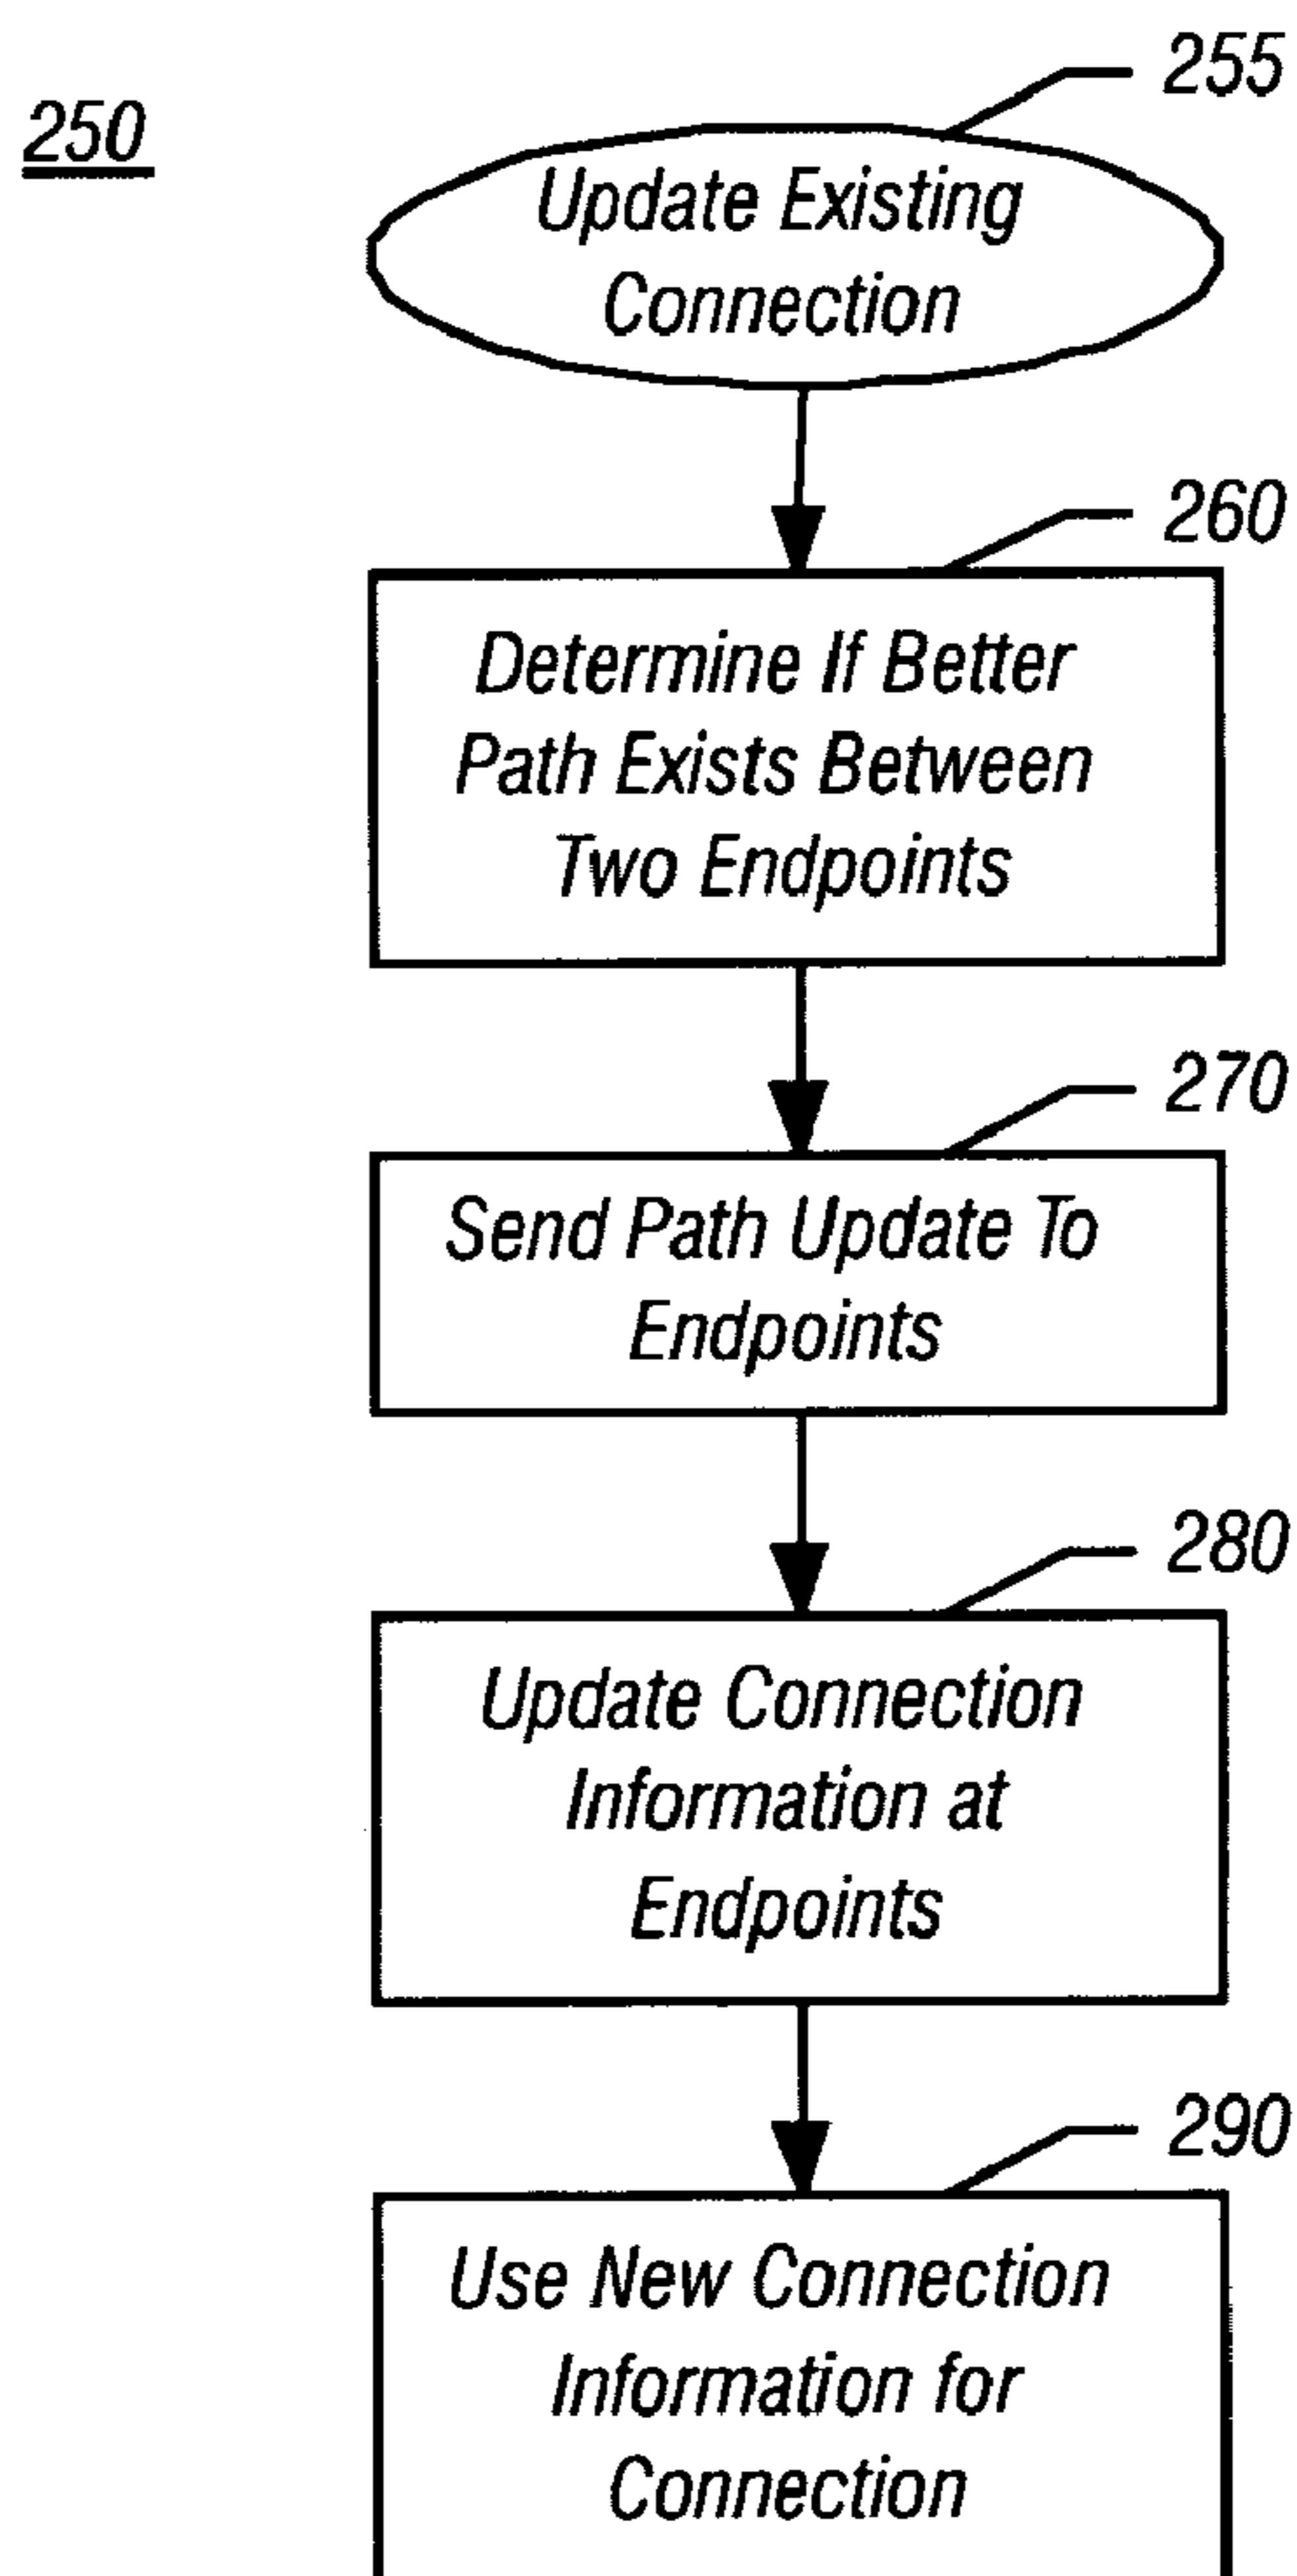 250
255
Update Existing
Connection
260
Determine If Better
Path Exists Between
Two Endpoints
270
Send Path Update To
Endpoints
280
Update Connection
Information at
Endpoints
290
Use New Connection
Information for
Connection